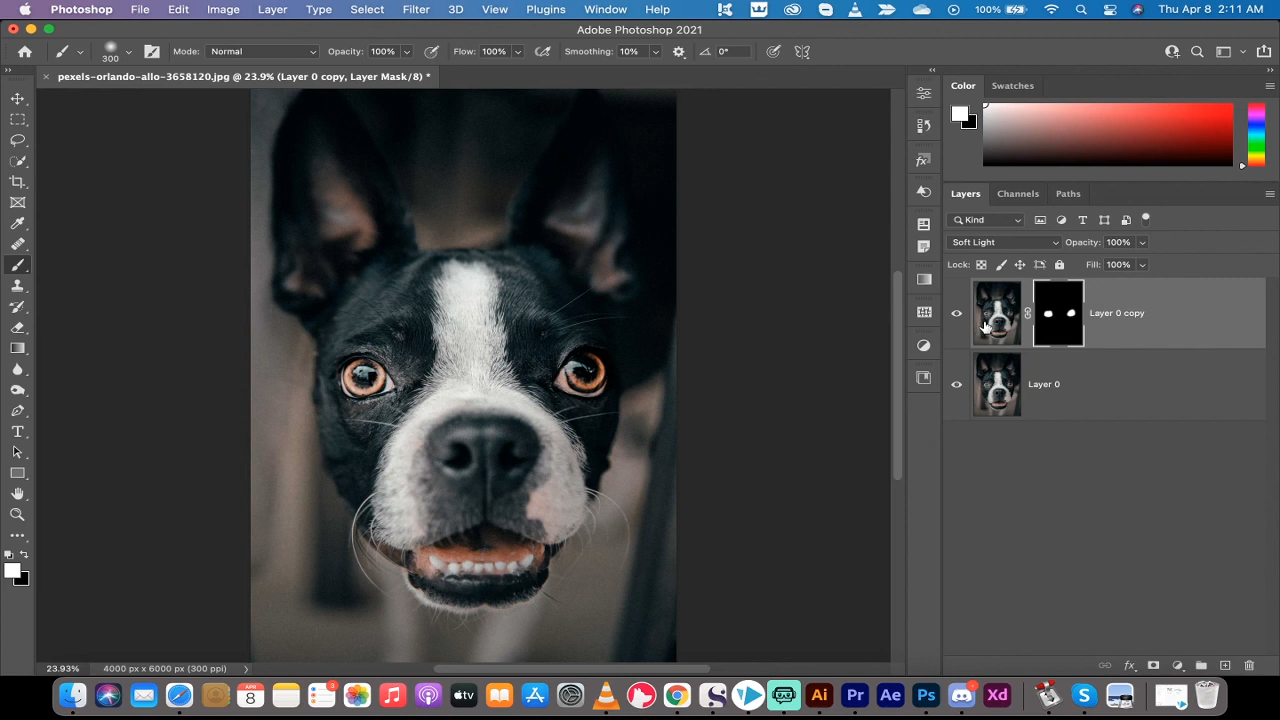 Photoshop File Edit Image Layer Type Select Filter 3D View Plugins Window Help 100% Thu Apr 8 2:11 AM
Adobe Photoshop 2021
300 Mode: Normal Opacity: 100% Flow: 100% Smoothing: 10% 0°
pexels-orlando-allo-3658120.jpg @ 23.9% (Layer 0 copy, Layer Mask/8) *
Color Swatches
Layers Channels Paths
Kind
Soft Light Opacity: 100%
Lock: Fill: 100%
Layer 0 copy
Layer 0
23.93% 4000 px x 6000 px (300 ppi)
APR
8
3
tv
Ai Pr Ae Ps Xd